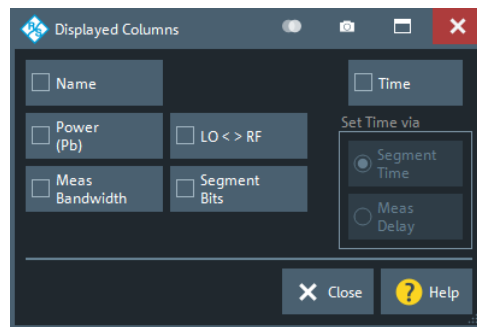 Displayed Columns
Name
Time
Power
(Pb)
LO < > RF
Set Time via
Segment
Time
Meas
Bandwidth
Segment
Bits
Meas
Delay
Close
? Help